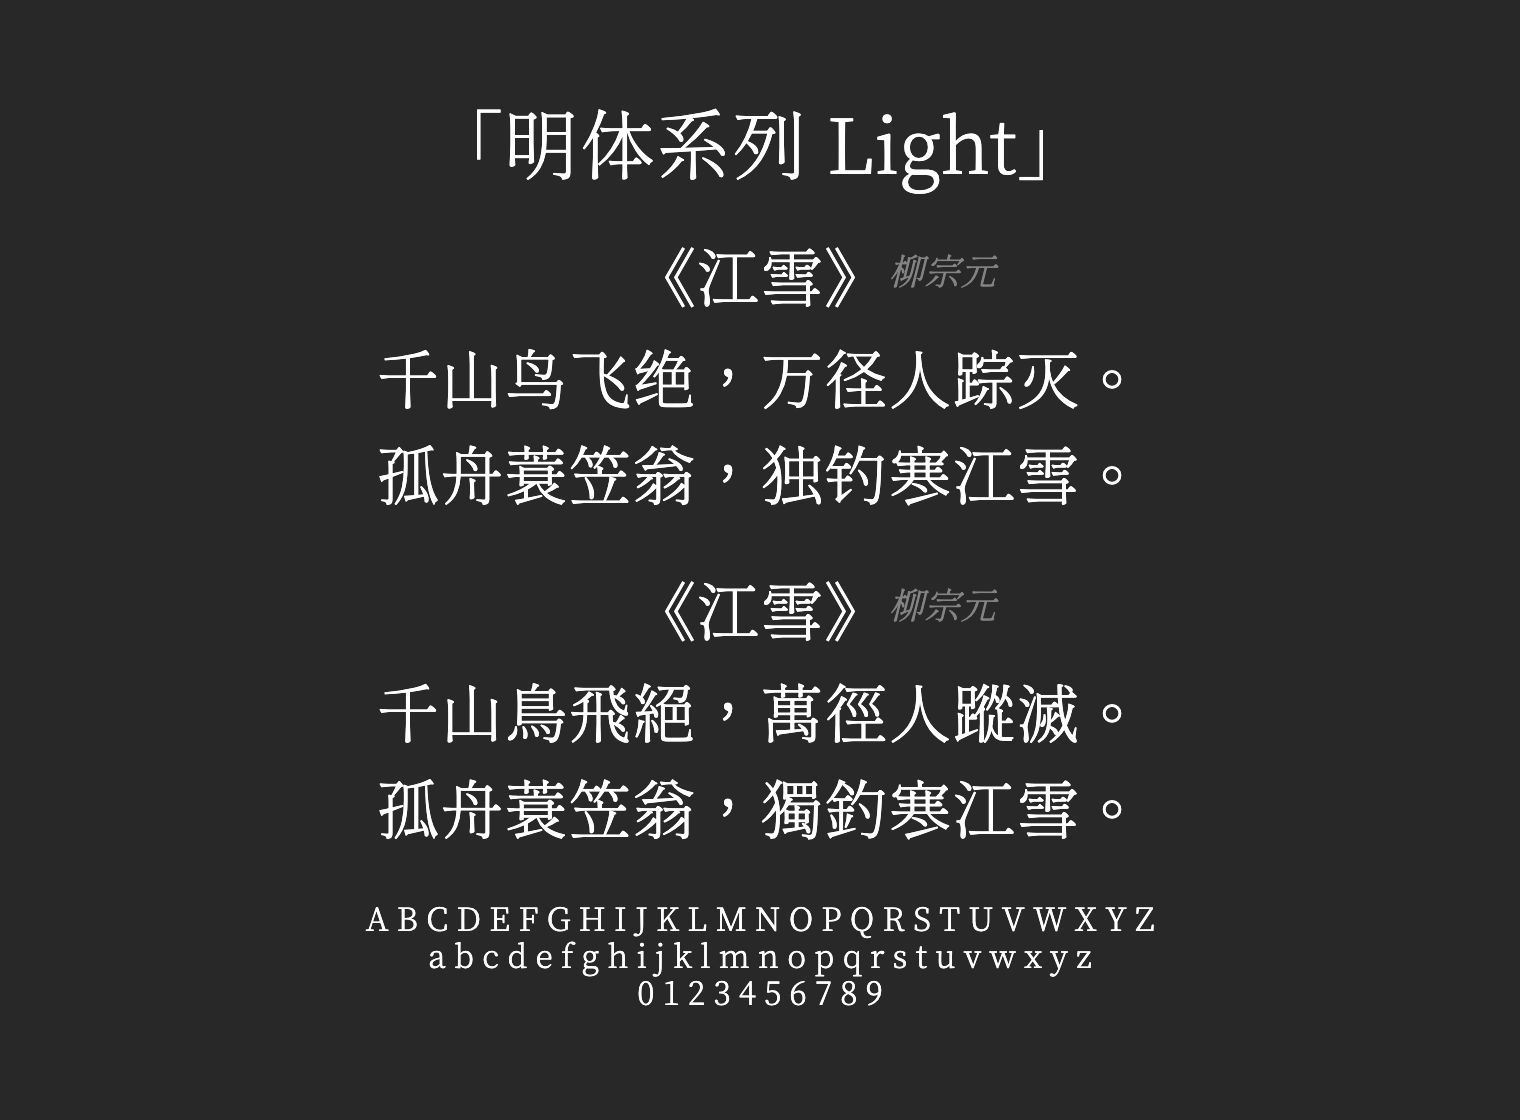 「明体系列 Light」
《江雪》 柳宗元
千山鸟飞绝，万径人踪灭。
孤舟蓑笠翁，独钓寒江雪。
《江雪》 柳宗元
千山鳥飛絕，萬徑人蹤滅。
孤舟蓑笠翁，獨釣寒江雪。
A B C D E F G H I J K L M N O P Q R S T U V W X Y Z
a b c d e f g h i j k l m n o p q r s t u v w x y z
0 1 2 3 4 5 6 7 8 9